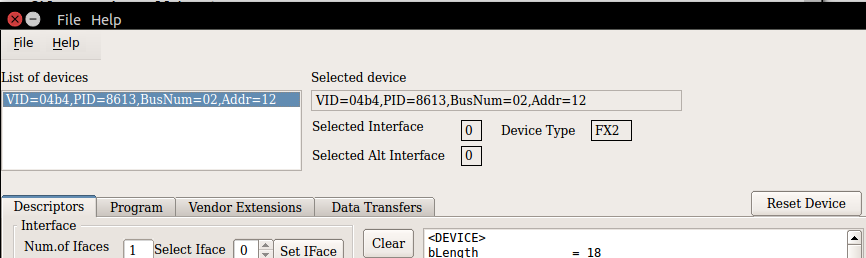 File Help
File Help
List of devices
VID=04b4,PID=8613,BusNum=02,Addr=12
Selected device
VID=04b4,PID=8613,BusNum=02,Addr=12
Selected Interface 0 Device Type FX2
Selected Alt Interface 0
Descriptors Program Vendor Extensions Data Transfers Reset Device
Interface
Num.of Ifaces 1 Select Iface 0 Set IFace Clear
<DEVICE>
bLength = 18